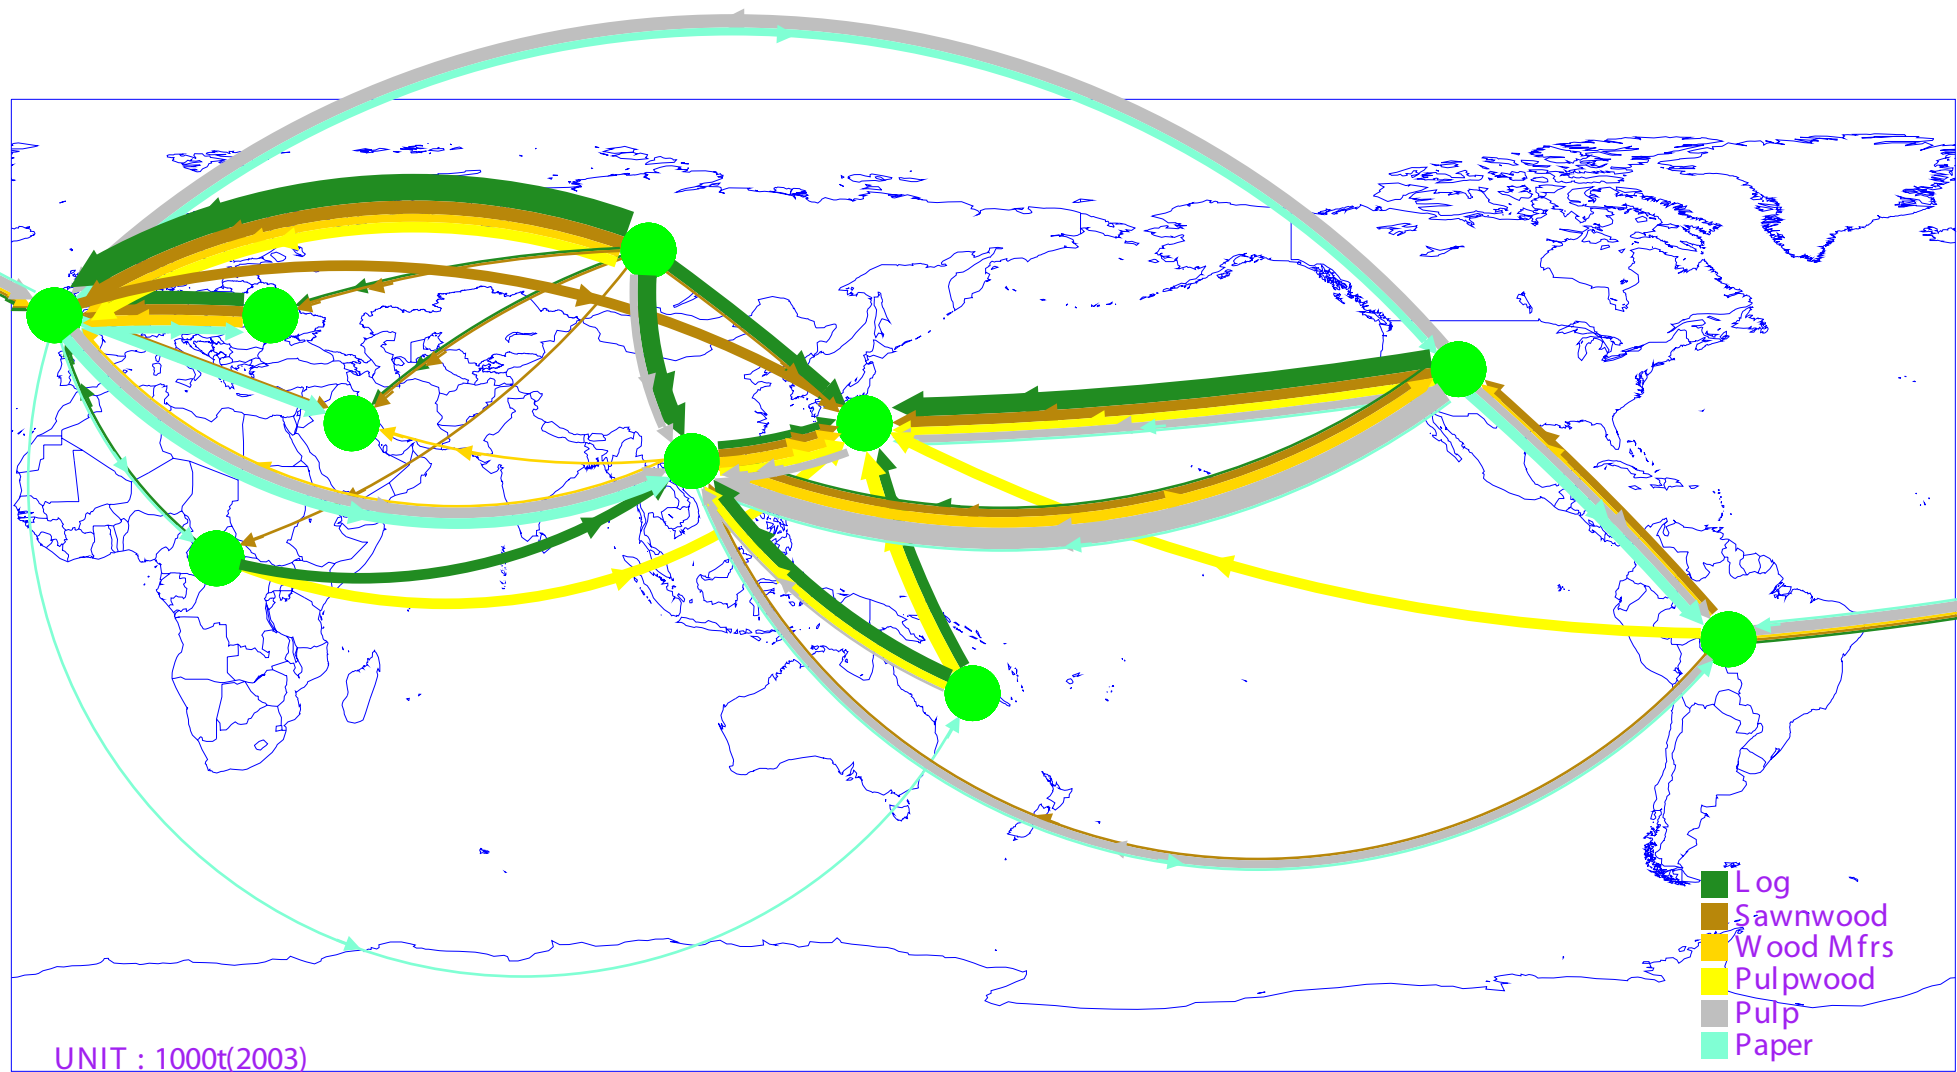 Log
Sawnwood
Wood Mfrs
Pulpwood
Pulp
Paper
UNIT : 1000t(2003)